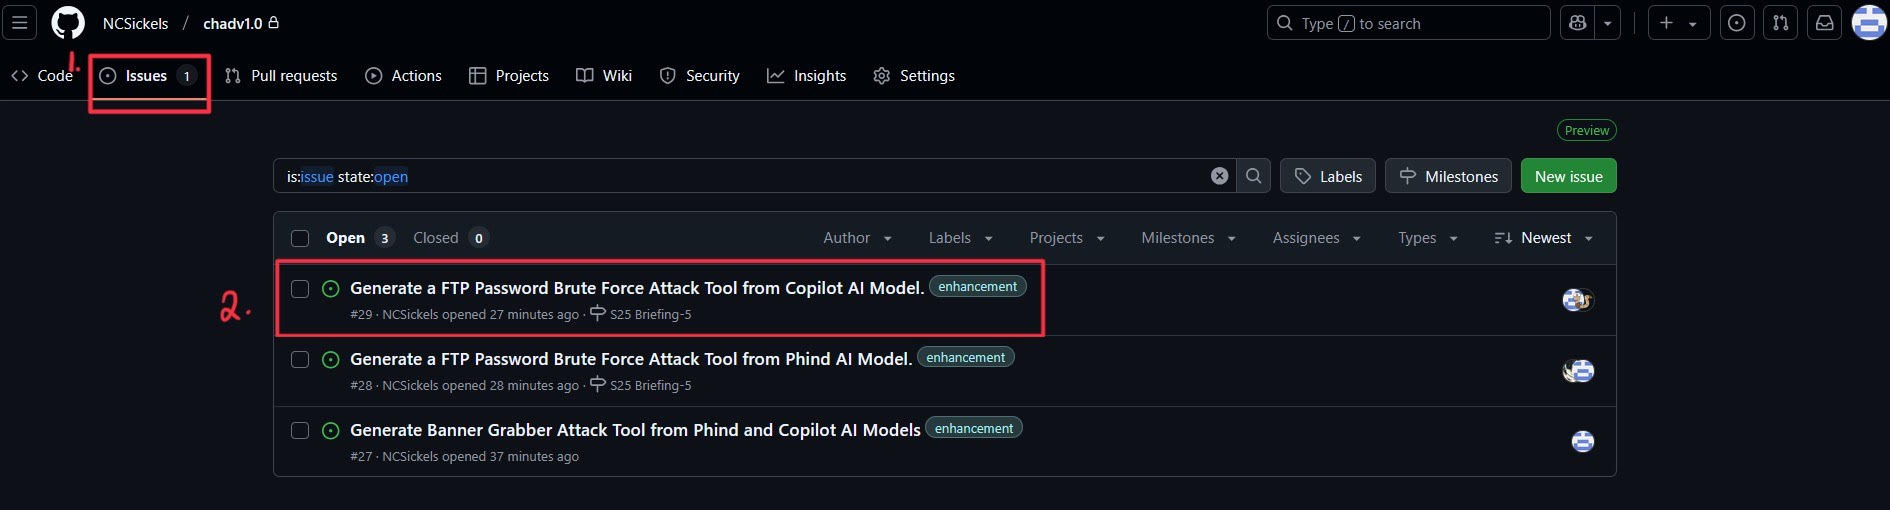 NCSickels / chadv1.0
Type / to search
1.
Code
Issues 1
Pull requests
Actions
Projects
Wiki
Security
Insights
Settings
Preview
is:issue state:open
Labels
Milestones
New issue
Open 3 Closed 0
Author
Labels
Projects
Milestones
Assignees
Types
Newest
2.
Generate a FTP Password Brute Force Attack Tool from Copilot AI Model. enhancement
#29 · NCSickels opened 27 minutes ago · S25 Briefing-5
Generate a FTP Password Brute Force Attack Tool from Phind AI Model. enhancement
#28 · NCSickels opened 28 minutes ago · S25 Briefing-5
Generate Banner Grabber Attack Tool from Phind and Copilot AI Models enhancement
#27 · NCSickels opened 37 minutes ago